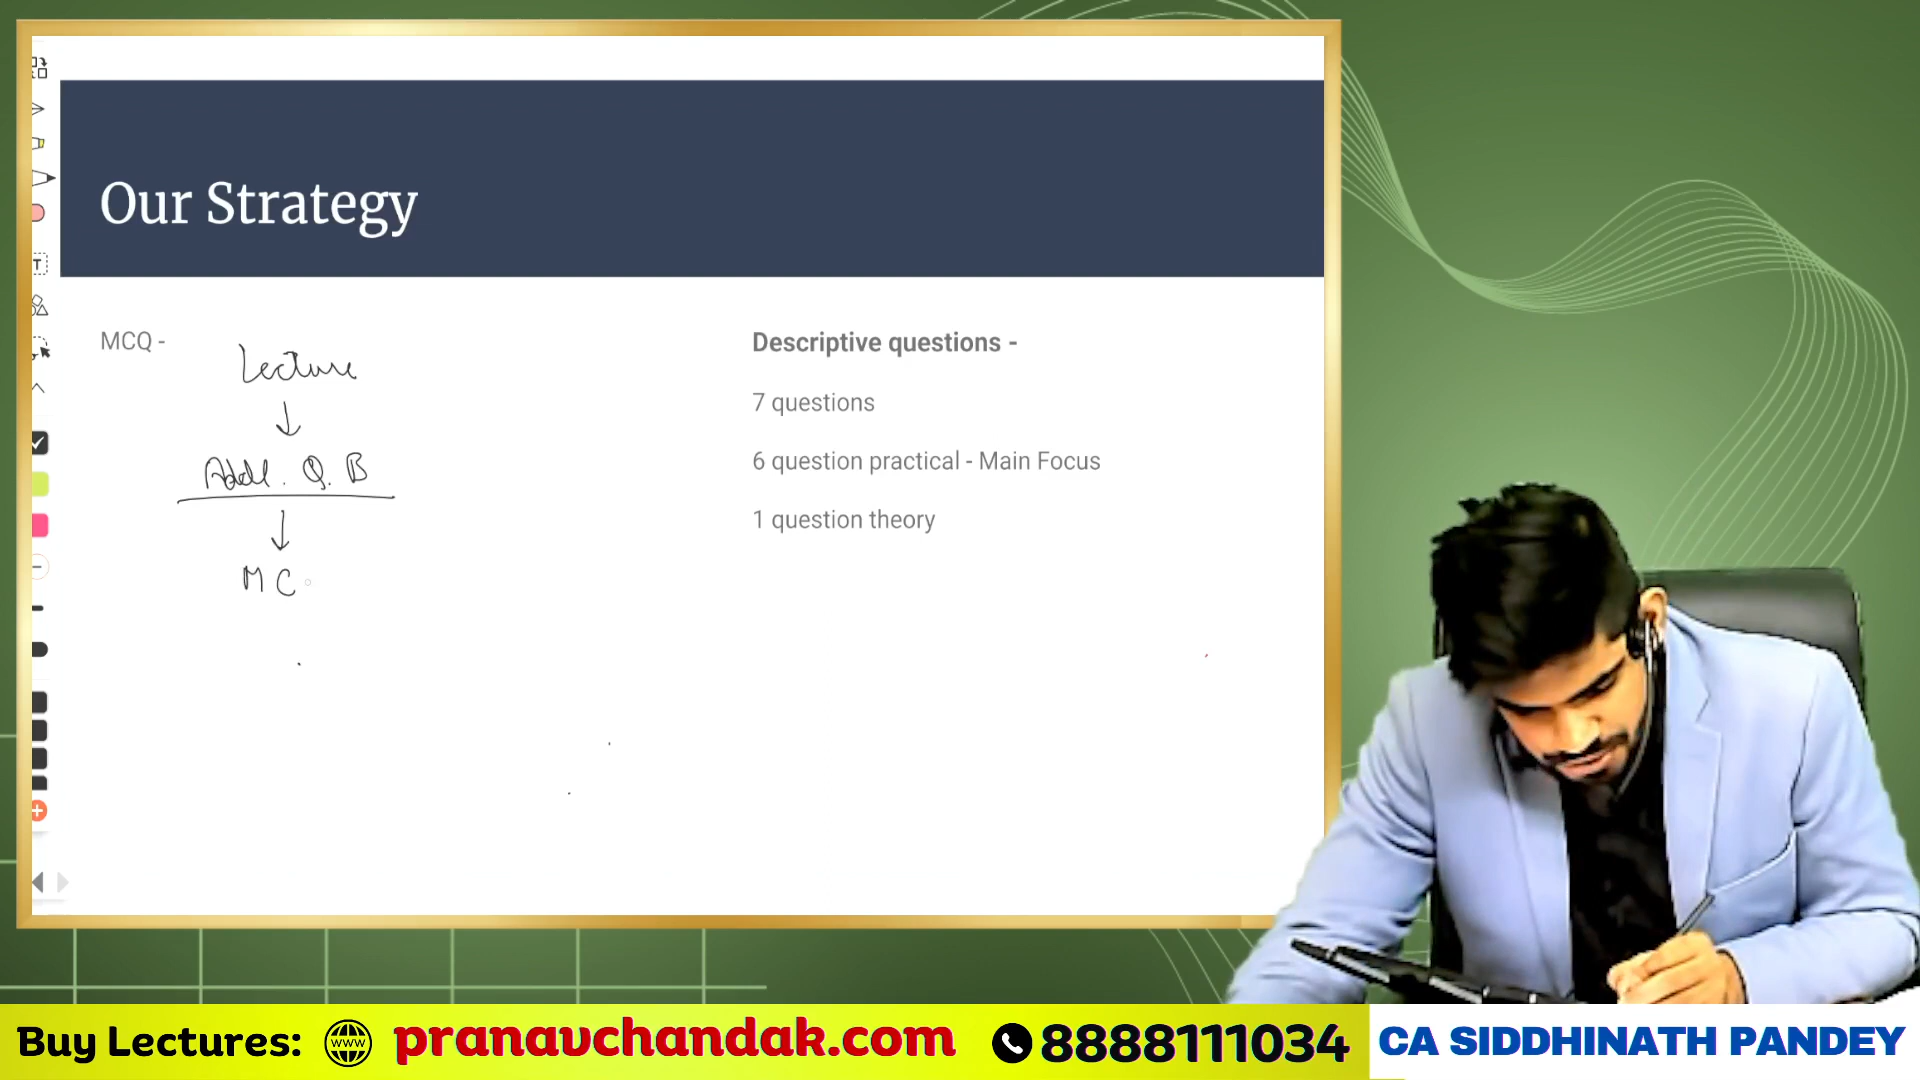 Our Strategy
MCQ -
Lecture
↓
Addl. Q. B
↓
M C
Descriptive questions -
7 questions
6 question practical - Main Focus
1 question theory
T
Buy Lectures: WWW pranavchandak.com 8888111034 CA SIDDHINATH PANDEY